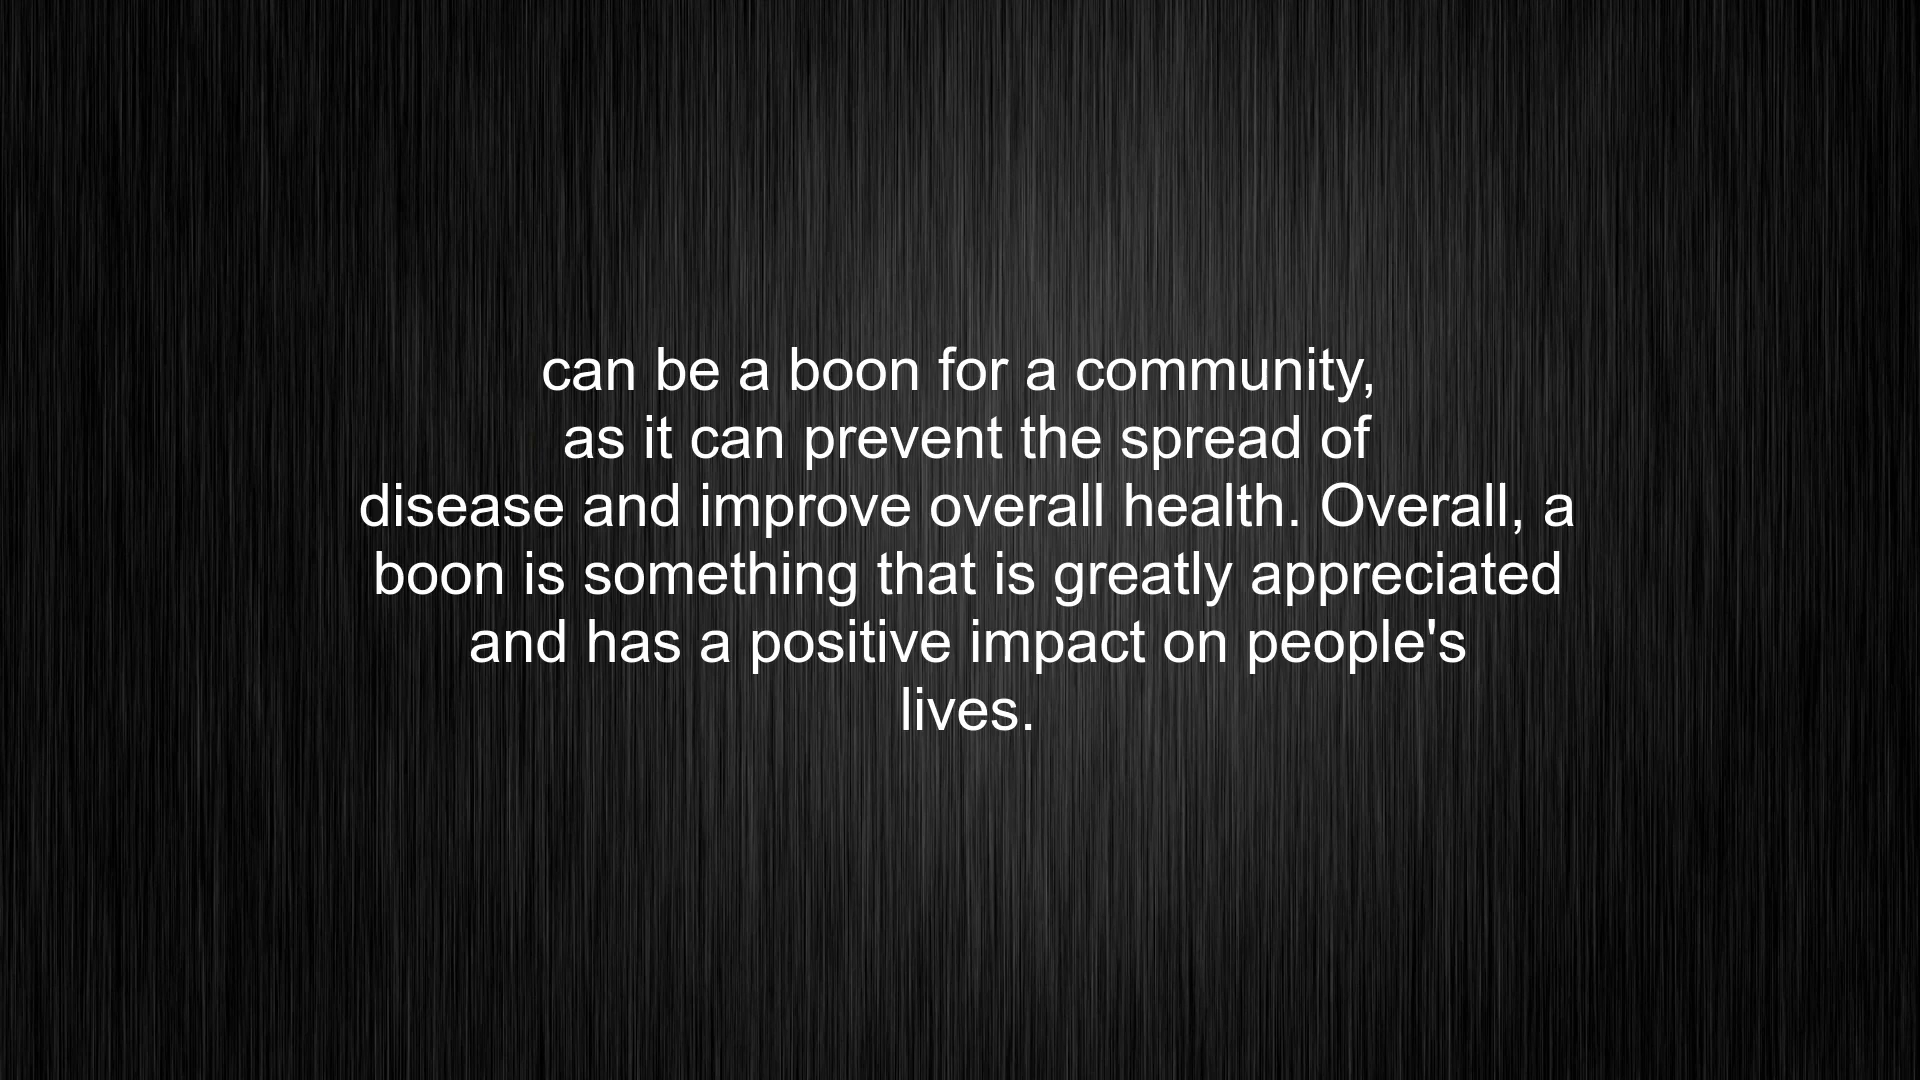 can be a boon for a community,
as it can prevent the spread of
disease and improve overall health. Overall, a
boon is something that is greatly appreciated
and has a positive impact on people's
lives.